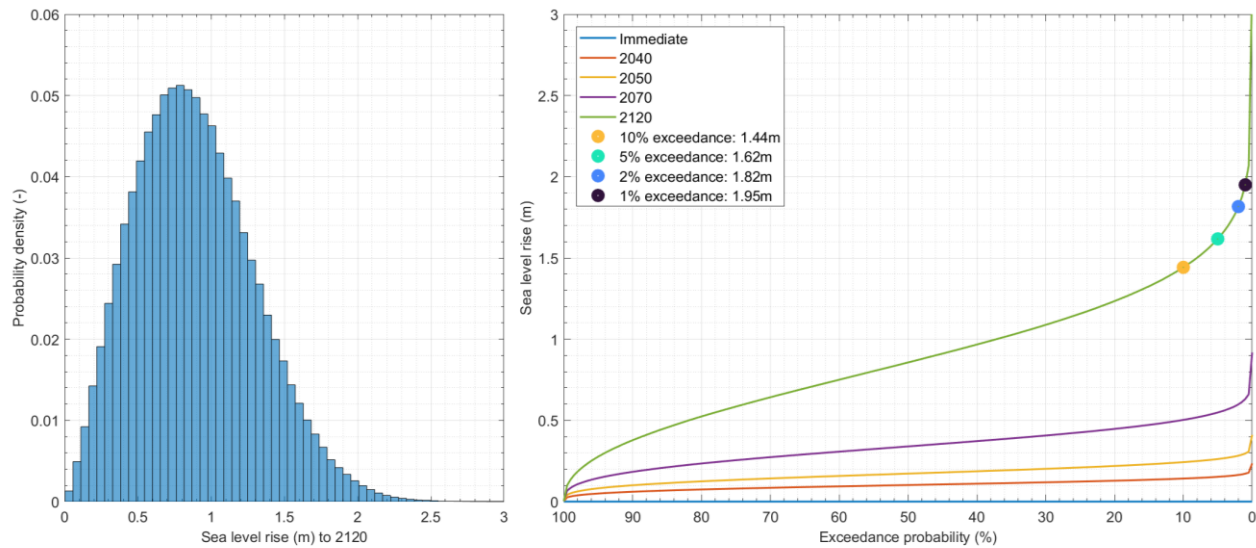 0.06
0.05
0.04
0.03
0.02
0.01
0
Probability density (-)
0 0.5 1 1.5 2 2.5 3
Sea level rise (m) to 2120
3
2.5
2
1.5
1
0.5
0
Sea level rise (m)
Immediate
2040
2050
2070
2120
10% exceedance: 1.44m
5% exceedance: 1.62m
2% exceedance: 1.82m
1% exceedance: 1.95m
100 90 80 70 60 50 40 30 20 10 0
Exceedance probability (%)